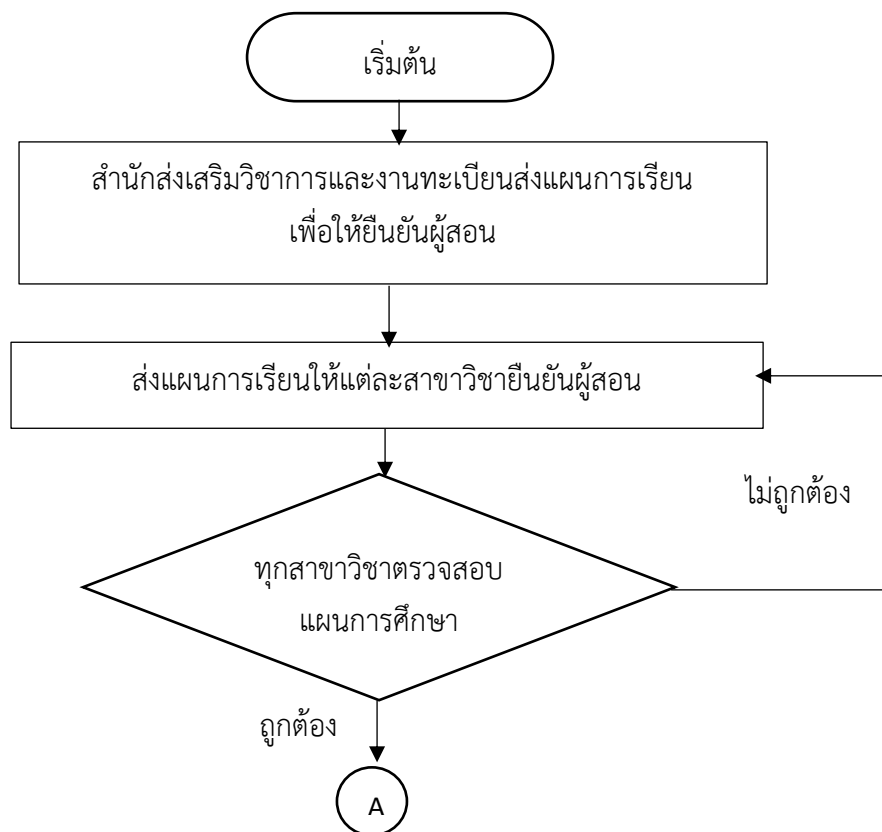 เริ่มต้น
สำนักส่งเสริมวิชาการและงานทะเบียนส่งแผนการเรียน
เพื่อให้ยืนยันผู้สอน
ส่งแผนการเรียนให้แต่ละสาขาวิชายืนยันผู้สอน
ไม่ถูกต้อง
ทุกสาขาวิชาตรวจสอบ
แผนการศึกษา
ถูกต้อง
A